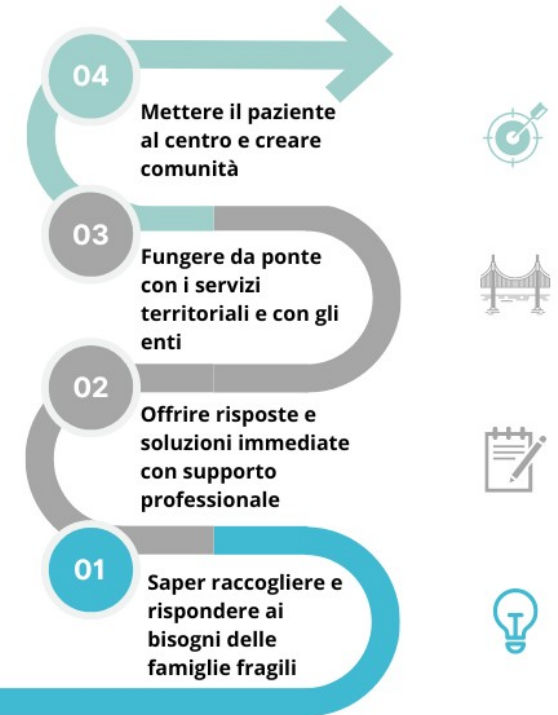 04
Mettere il paziente
al centro e creare
comunità
03
Fungere da ponte
con i servizi
territoriali e con gli
enti
02
Offrire risposte e
soluzioni immediate
con supporto
professionale
01
Saper raccogliere e
rispondere ai
bisogni delle
famiglie fragili